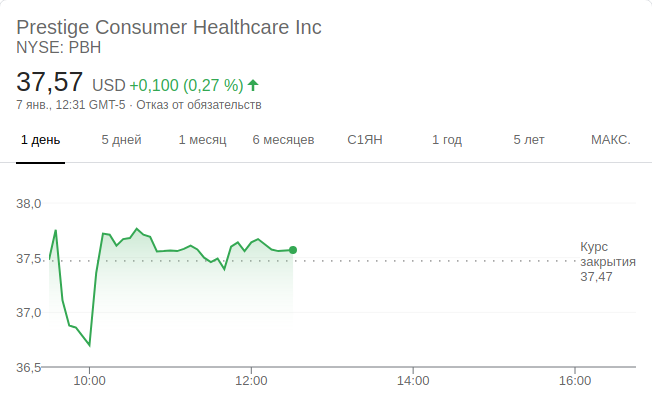 Prestige Consumer Healthcare Inc
NYSE: PBH
37,57 USD +0,100 (0,27 %)
7 янв., 12:31 GMT-5 · Отказ от обязательств
1 день 5 дней 1 месяц 6 месяцев С1ЯН 1 год 5 лет МАКС.
38,0
37,5
37,0
36,5
Курс
закрытия
37,47
10:00 12:00 14:00 16:00